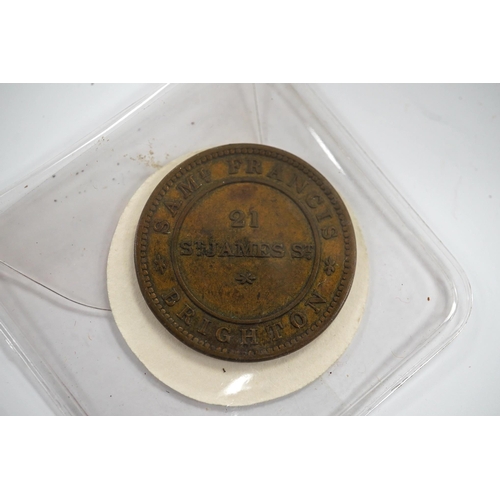 SAML FRANCIS
21
ST JAMES ST
BRIGHTON